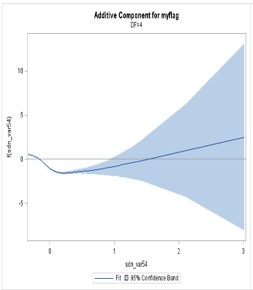 Additive Component for myflag
DF=4
f(sdn_var54)
10
5
0
-5
0
1
2
3
sdn_var54
Fit
95% Confidence Band